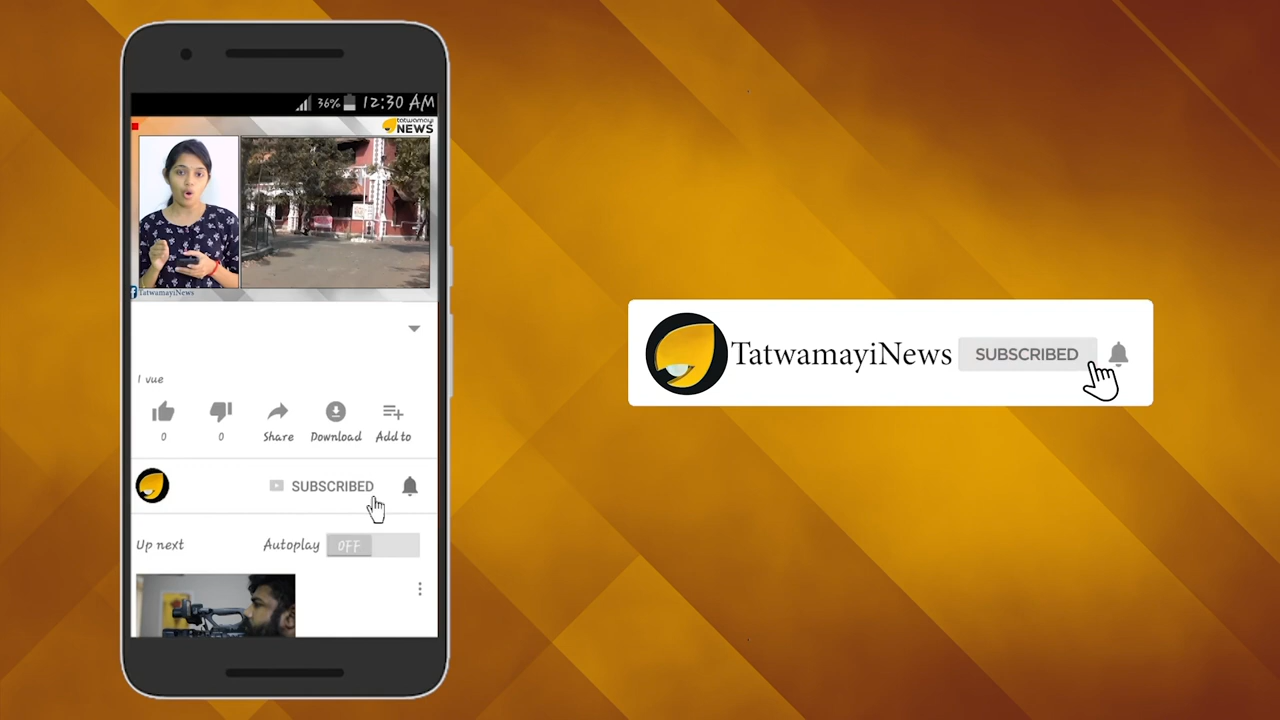 36% 12:30 AM
tatwamayi
NEWS
TatwamayiNews
1 vue
0 0 Share Download Add to
SUBSCRIBED
Up next Autoplay OFF
TatwamayiNews SUBSCRIBED